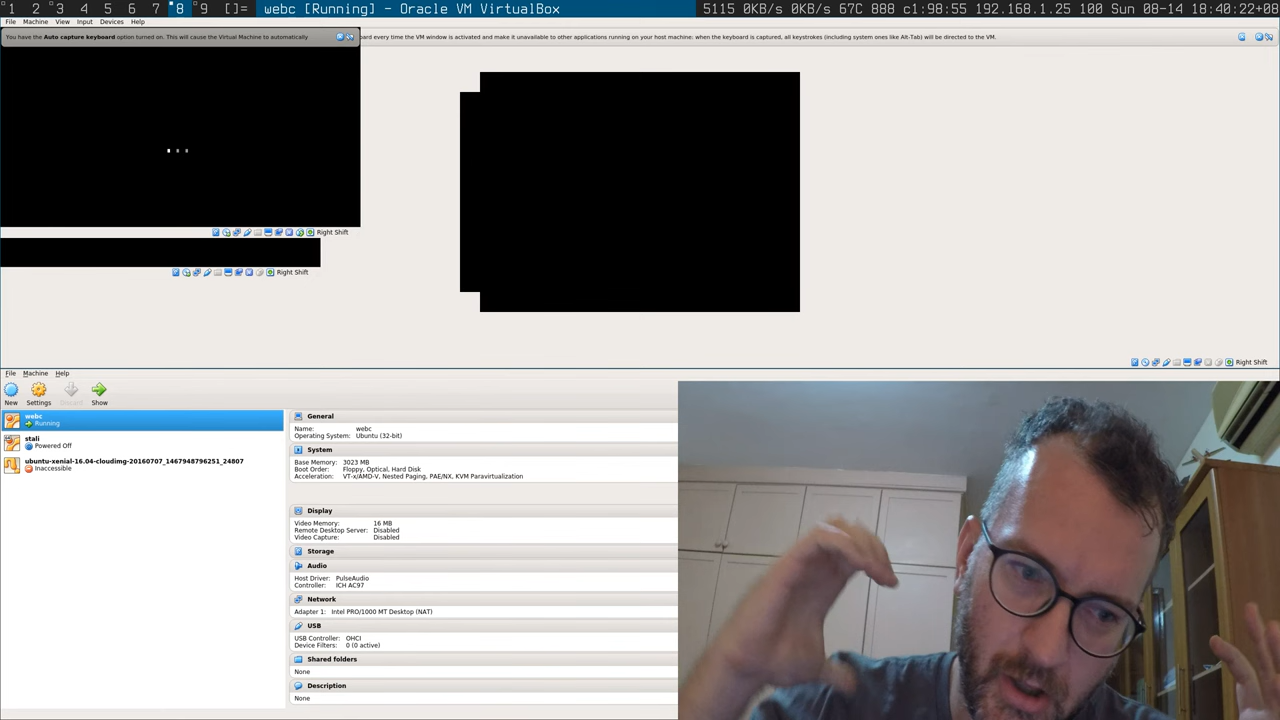 1 2 3 4 5 6 7 8 9 []= webc [Running] - Oracle VM VirtualBox 5115 0KB/s 0KB/s 67C 888 c1:98:55 192.168.1.25 100 Sun 08-14 18:40:22+08
File Machine View Input Devices Help
You have the Auto capture keyboard option turned on. This will cause the Virtual Machine to automatically
ard every time the VM window is activated and make it unavailable to other applications running on your host machine: when the keyboard is captured, all keystrokes (including system ones like Alt-Tab) will be directed to the VM.
Right Shift
Right Shift
Right Shift
File Machine Help
New Settings Discard Show
webc
Running
stali
Powered Off
ubuntu-xenial-16.04-cloudimg-20160707_1467948796251_24807
Inaccessible
General
Name: webc
Operating System: Ubuntu (32-bit)
System
Base Memory: 3023 MB
Boot Order: Floppy, Optical, Hard Disk
Acceleration: VT-x/AMD-V, Nested Paging, PAE/NX, KVM Paravirtualization
Display
Video Memory: 16 MB
Remote Desktop Server: Disabled
Video Capture: Disabled
Storage
Audio
Host Driver: PulseAudio
Controller: ICH AC97
Network
Adapter 1: Intel PRO/1000 MT Desktop (NAT)
USB
USB Controller: OHCI
Device Filters: 0 (0 active)
Shared folders
None
Description
None